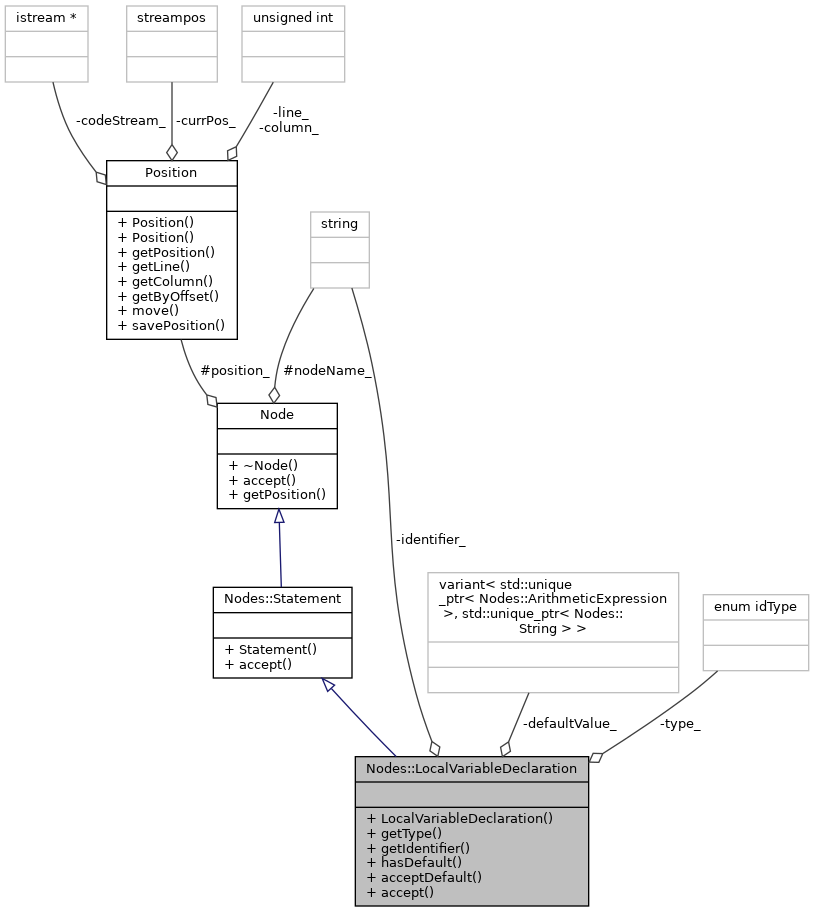 istream *
streampos
unsigned int
-codeStream_
-currPos_
-line_
-column_
Position
+ Position()
+ Position()
+ getPosition()
+ getLine()
+ getColumn()
+ getByOffset()
+ move()
+ savePosition()
string
#position_
#nodeName_
Node
+ ~Node()
+ accept()
+ getPosition()
-identifier_
Nodes::Statement
+ Statement()
+ accept()
variant< std::unique
_ptr< Nodes::ArithmeticExpression
>, std::unique_ptr< Nodes::
String > >
enum idType
-defaultValue_
-type_
Nodes::LocalVariableDeclaration
+ LocalVariableDeclaration()
+ getType()
+ getIdentifier()
+ hasDefault()
+ acceptDefault()
+ accept()